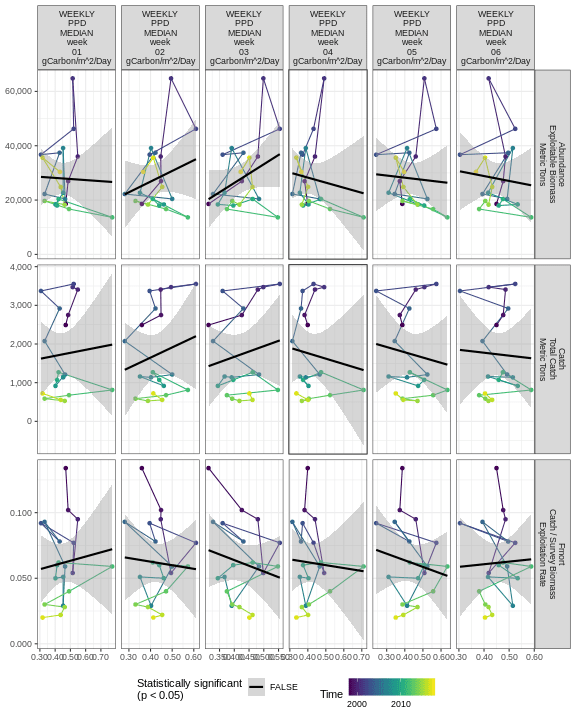 WEEKLY
PPD
MEDIAN
week
01
gCarbon/m^2/Day
WEEKLY
PPD
MEDIAN
week
02
gCarbon/m^2/Day
WEEKLY
PPD
MEDIAN
week
03
gCarbon/m^2/Day
WEEKLY
PPD
MEDIAN
week
04
gCarbon/m^2/Day
WEEKLY
PPD
MEDIAN
week
05
gCarbon/m^2/Day
WEEKLY
PPD
MEDIAN
week
06
gCarbon/m^2/Day
60,000
40,000
20,000
0
Abundance
Exploitable Biomass
Metric Tons
4,000
3,000
2,000
1,000
0
Catch
Total Catch
Metric Tons
0.100
0.050
0.000
Fmort
Catch / Survey Biomass
Exploitation Rate
0.30 0.40 0.50 0.60 0.70
0.30 0.40 0.50 0.60
0.30 0.40 0.50 0.60 0.70
0.30 0.40 0.50 0.60
0.30 0.40 0.50 0.60
Statistically significant
(p < 0.05)
FALSE
Time
2000 2010